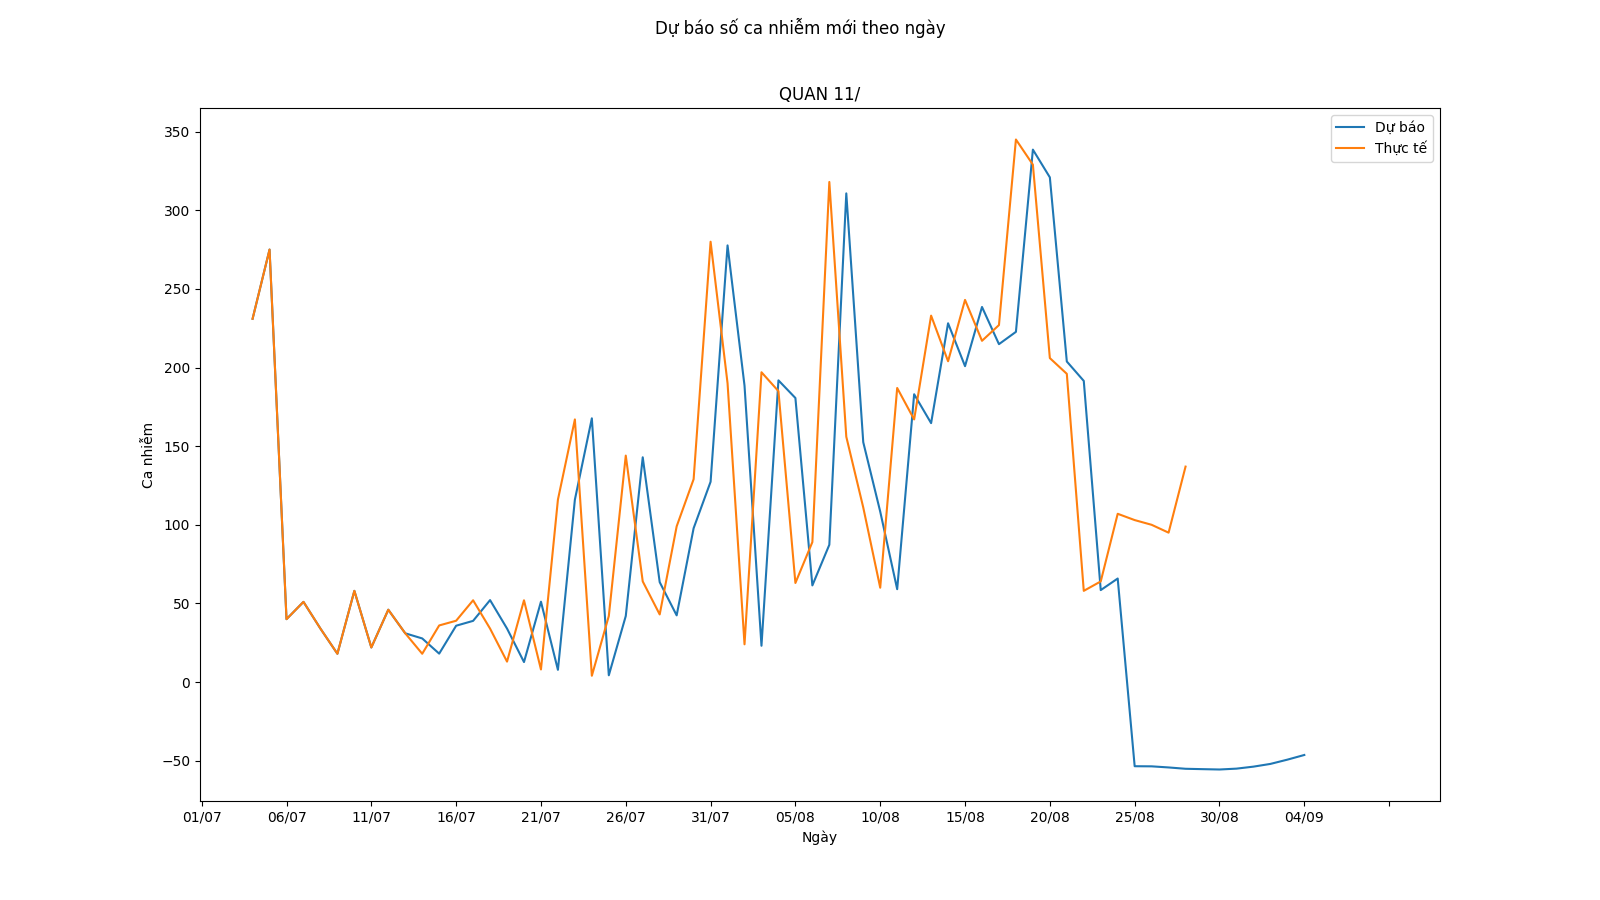 Dự báo số ca nhiễm mới theo ngày
QUAN 11/
Dự báo
Thực tế
Ca nhiễm
350
300
250
200
150
100
50
0
−50
01/07 06/07 11/07 16/07 21/07 26/07 31/07 05/08 10/08 15/08 20/08 25/08 30/08 04/09
Ngày